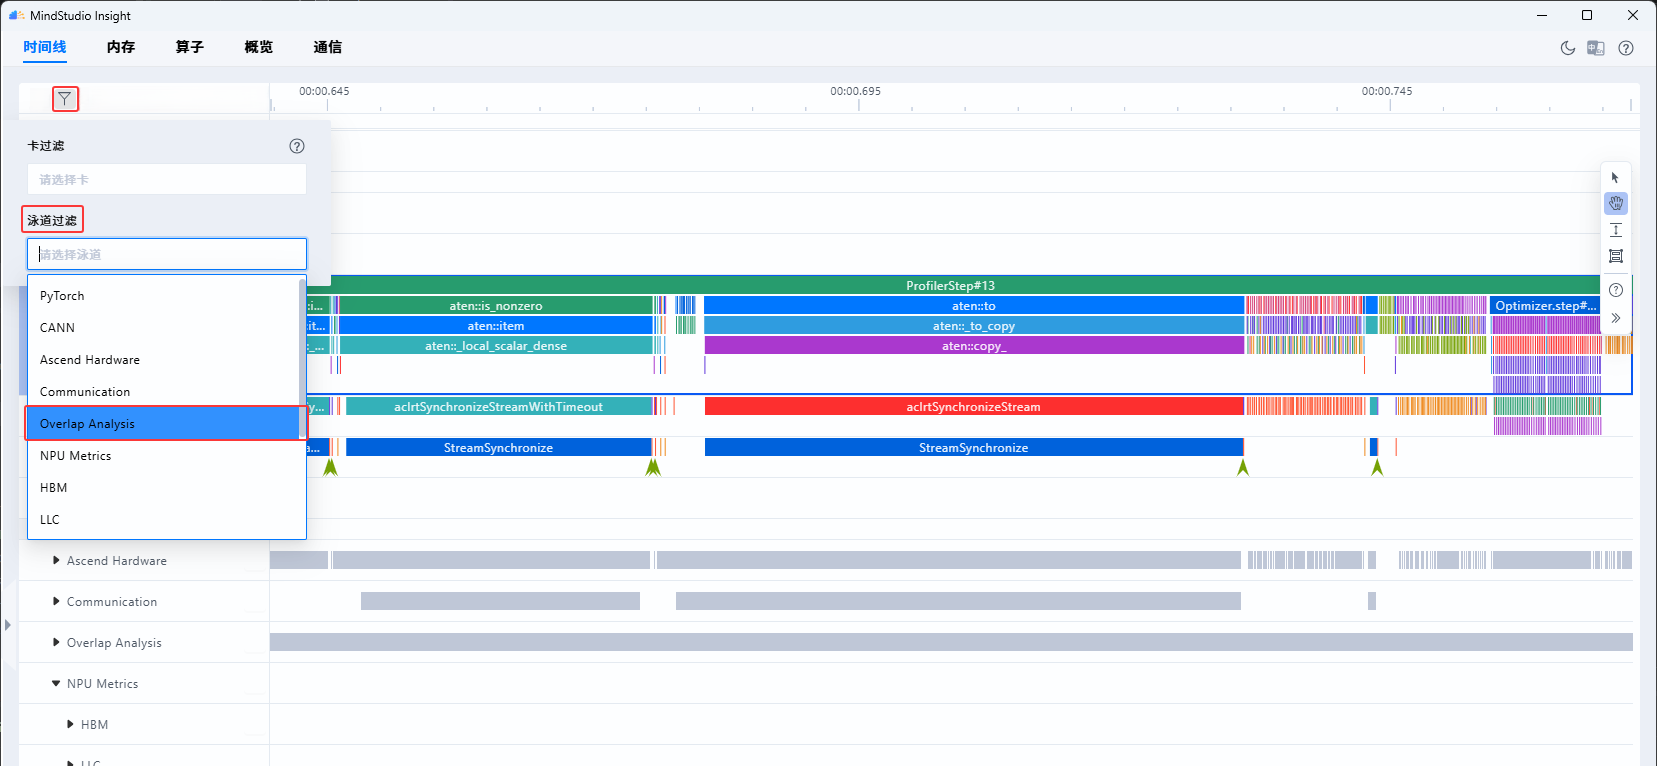 MindStudio Insight
时间线 内存 算子 概览 通信
00:00.645 00:00.695 00:00.745
卡过滤
请选择卡
泳道过滤
请选择泳道
PyTorch
CANN
Ascend Hardware
Communication
Overlap Analysis
NPU Metrics
HBM
LLC
ProfilerStep#13
:i... aten::is_nonzero aten::to Optimizer.step#...
:it... aten::item aten::_to_copy
:_... aten::_local_scalar_dense aten::copy_
y... aclrtSynchronizeStreamWithTimeout aclrtSynchronizeStream
a... StreamSynchronize StreamSynchronize
Ascend Hardware
Communication
Overlap Analysis
NPU Metrics
HBM
LLC